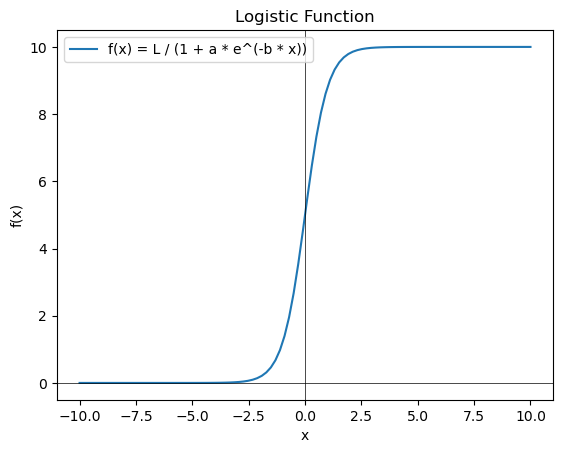 Logistic Function
f(x) = L / (1 + a * e^(-b * x))
10
8
6
4
2
0
f(x)
−10.0 −7.5 −5.0 −2.5 0.0 2.5 5.0 7.5 10.0
x